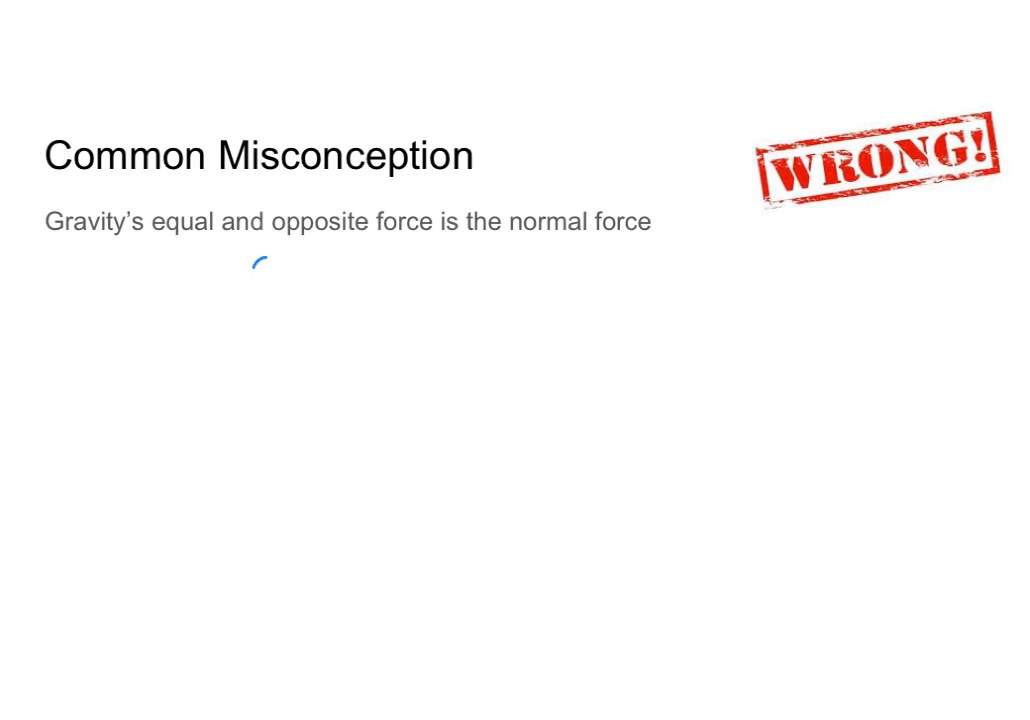 Common Misconception
WRONG!
Gravity’s equal and opposite force is the normal force